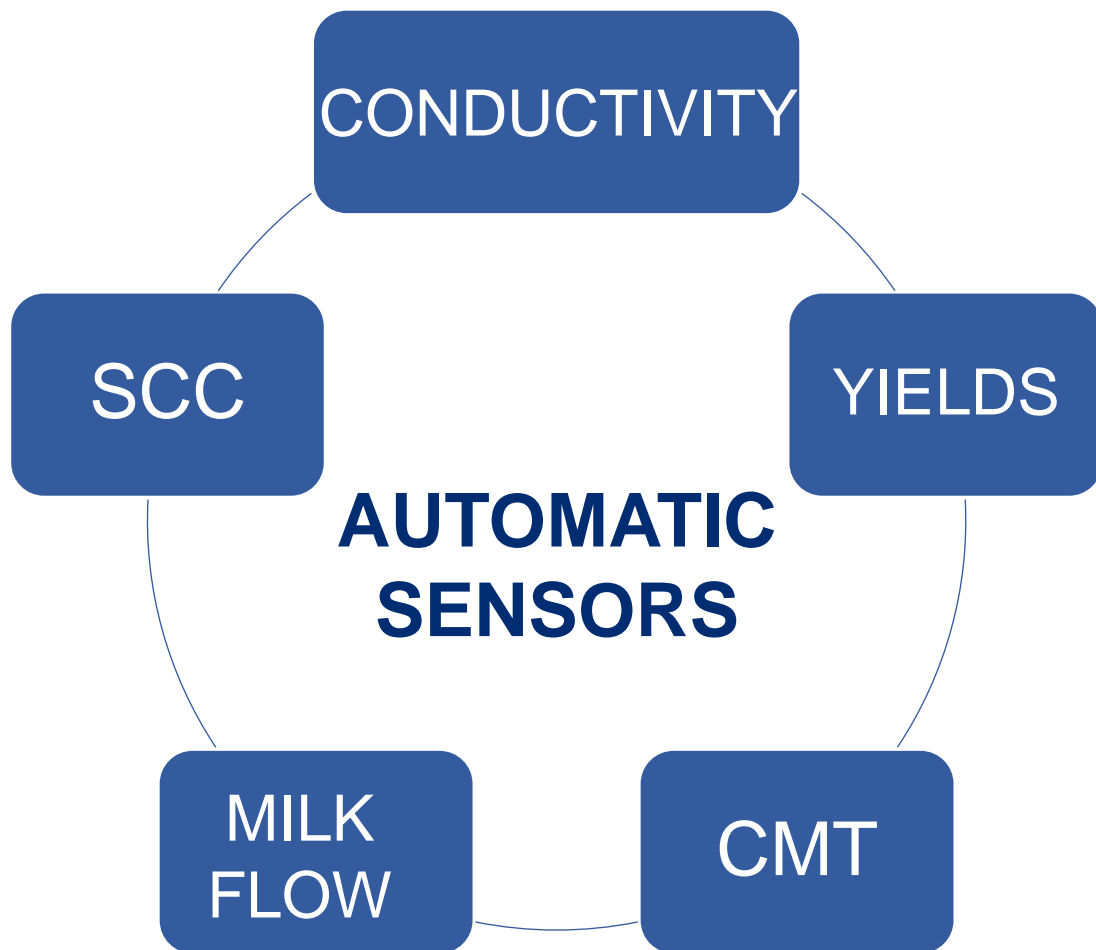 CONDUCTIVITY
SCC
YIELDS
AUTOMATIC
SENSORS
MILK
FLOW
CMT